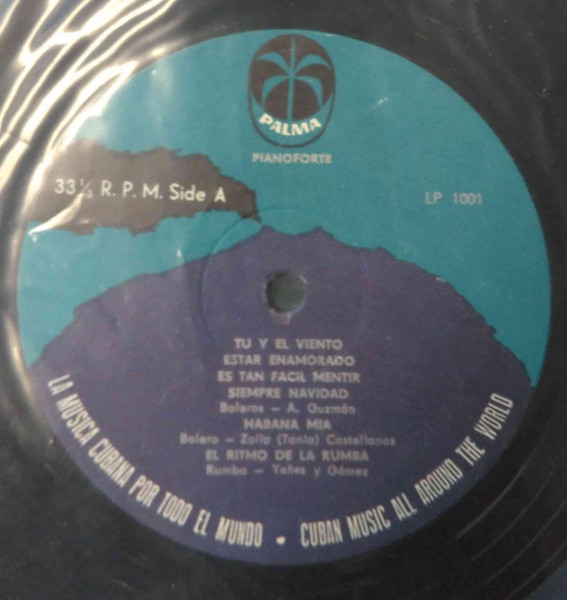 PALMA
PIANOFORTE
33 ⅓ R. P. M. Side A
LP 1001
TU Y EL VIENTO
ESTAR ENAMORADO
ES TAN FACIL MENTIR
SIEMPRE NAVIDAD
Boleros – A. Guzmán
HABANA MIA
Bolero – Zoila (Tania) Castellanos
EL RITMO DE LA RUMBA
Rumba – Yañez y Gómez
LA MUSICA CUBANA POR TODO EL MUNDO • CUBAN MUSIC ALL AROUND THE WORLD